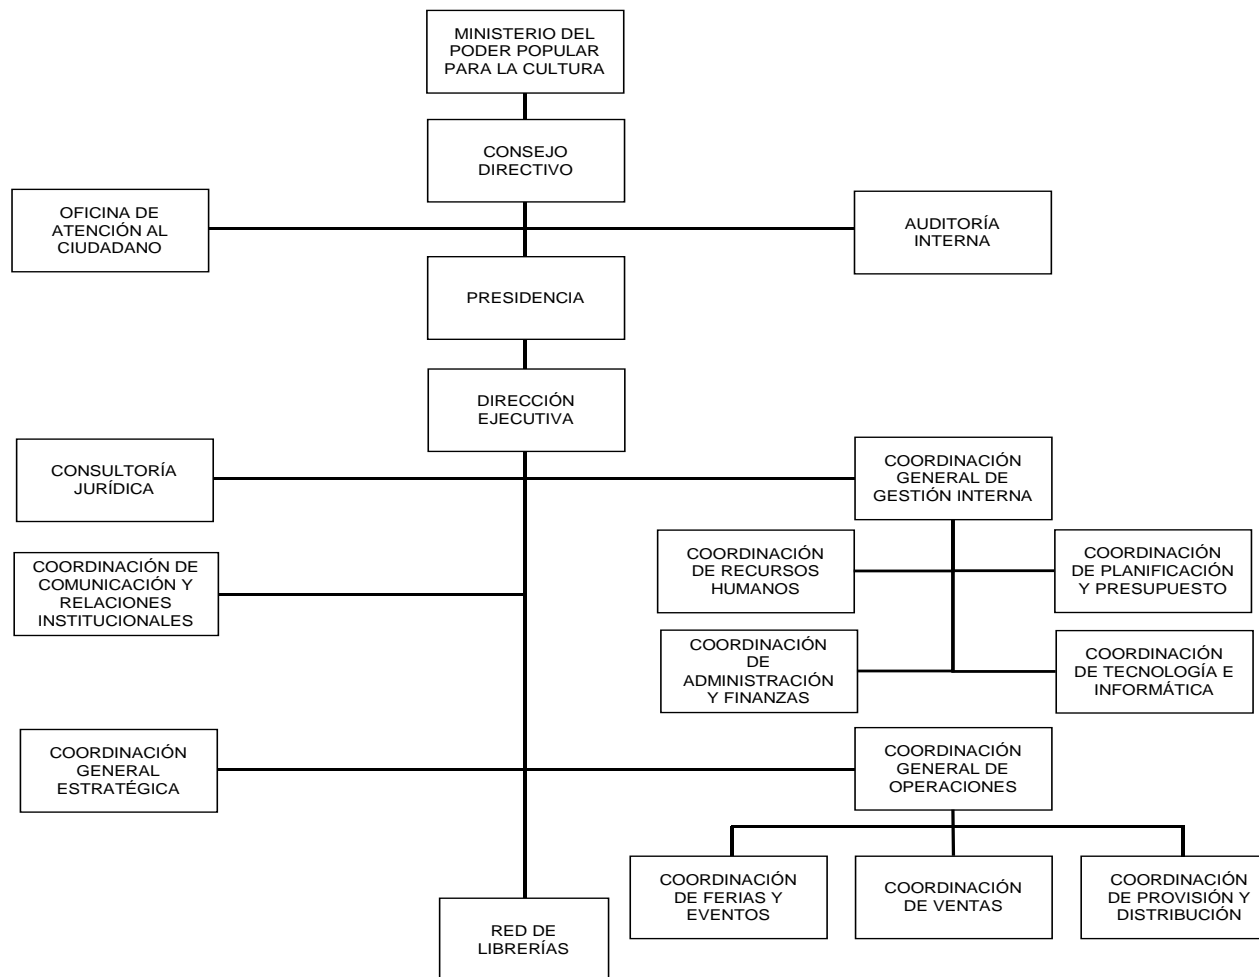 MINISTERIO DEL
PODER POPULAR
PARA LA CULTURA
CONSEJO
DIRECTIVO
OFICINA DE
ATENCIÓN AL
CIUDADANO
AUDITORÍA
INTERNA
PRESIDENCIA
DIRECCIÓN
EJECUTIVA
CONSULTORÍA
JURÍDICA
COORDINACIÓN
GENERAL DE
GESTIÓN INTERNA
COORDINACIÓN DE
COMUNICACIÓN Y
RELACIONES
INSTITUCIONALES
COORDINACIÓN
DE RECURSOS
HUMANOS
COORDINACIÓN
DE PLANIFICACIÓN
Y PRESUPUESTO
COORDINACIÓN
DE
ADMINISTRACIÓN
Y FINANZAS
COORDINACIÓN
DE TECNOLOGÍA E
INFORMÁTICA
COORDINACIÓN
GENERAL
ESTRATÉGICA
COORDINACIÓN
GENERAL DE
OPERACIONES
COORDINACIÓN
DE FERIAS Y
EVENTOS
COORDINACIÓN
DE VENTAS
COORDINACIÓN
DE PROVISIÓN Y
DISTRIBUCIÓN
RED DE
LIBRERÍAS